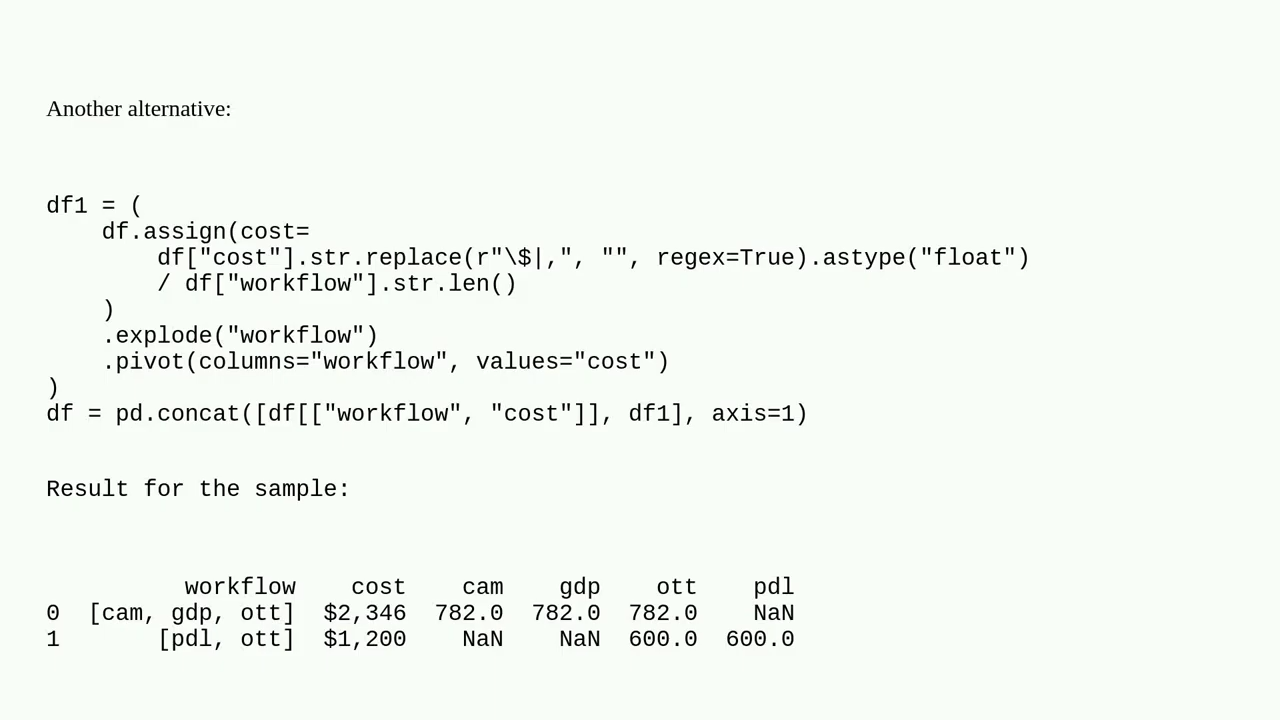 Another alternative:
df1 = (
    df.assign(cost=
        df["cost"].str.replace(r"\$|,", "", regex=True).astype("float")
        / df["workflow"].str.len()
    )
    .explode("workflow")
    .pivot(columns="workflow", values="cost")
)
df = pd.concat([df[["workflow", "cost"]], df1], axis=1)
Result for the sample:
          workflow    cost    cam    gdp    ott    pdl
0  [cam, gdp, ott]  $2,346  782.0  782.0  782.0    NaN
1       [pdl, ott]  $1,200    NaN    NaN  600.0  600.0